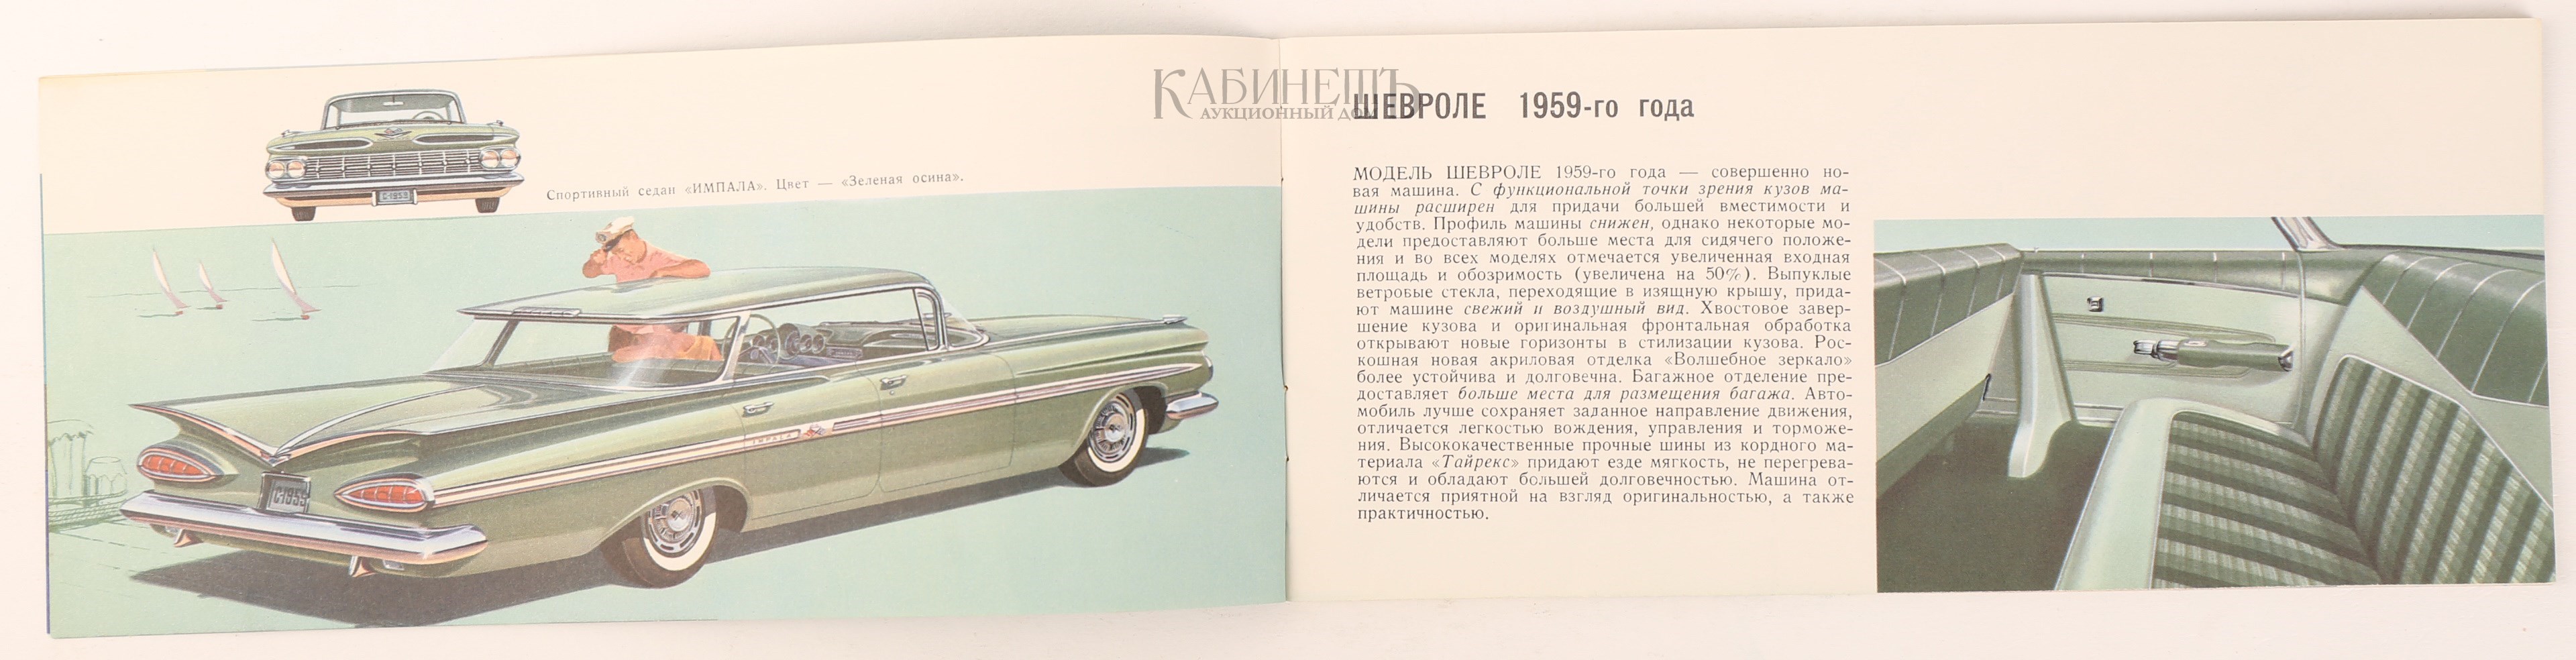 КАБИНЕТЪ
АУКЦИОННЫЙ ДОМ
С-1959
Спортивный седан «ИМПАЛА». Цвет — «Зеленая осина».
IMPALA
С-1959
ШЕВРОЛЕ 1959-го года
МОДЕЛЬ ШЕВРОЛЕ 1959-го года — совершенно но-
вая машина. С функциональной точки зрения кузов ма-
шины расширен для придачи большей вместимости и
удобств. Профиль машины снижен, однако некоторые мо-
дели предоставляют больше места для сидячего положе-
ния и во всех моделях отмечается увеличенная входная
площадь и обозримость (увеличена на 50%). Выпуклые
ветровые стекла, переходящие в изящную крышу, прида-
ют машине свежий и воздушный вид. Хвостовое завер-
шение кузова и оригинальная фронтальная обработка
открывают новые горизонты в стилизации кузова. Рос-
кошная новая акриловая отделка «Волшебное зеркало»
более устойчива и долговечна. Багажное отделение пре-
доставляет больше места для размещения багажа. Авто-
мобиль лучше сохраняет заданное направление движения,
отличается легкостью вождения, управления и торможе-
ния. Высококачественные прочные шины из кордного ма-
териала «Тайрекс» придают езде мягкость, не перегрева-
ются и обладают большей долговечностью. Машина от-
личается приятной на взгляд оригинальностью, а также
практичностью.